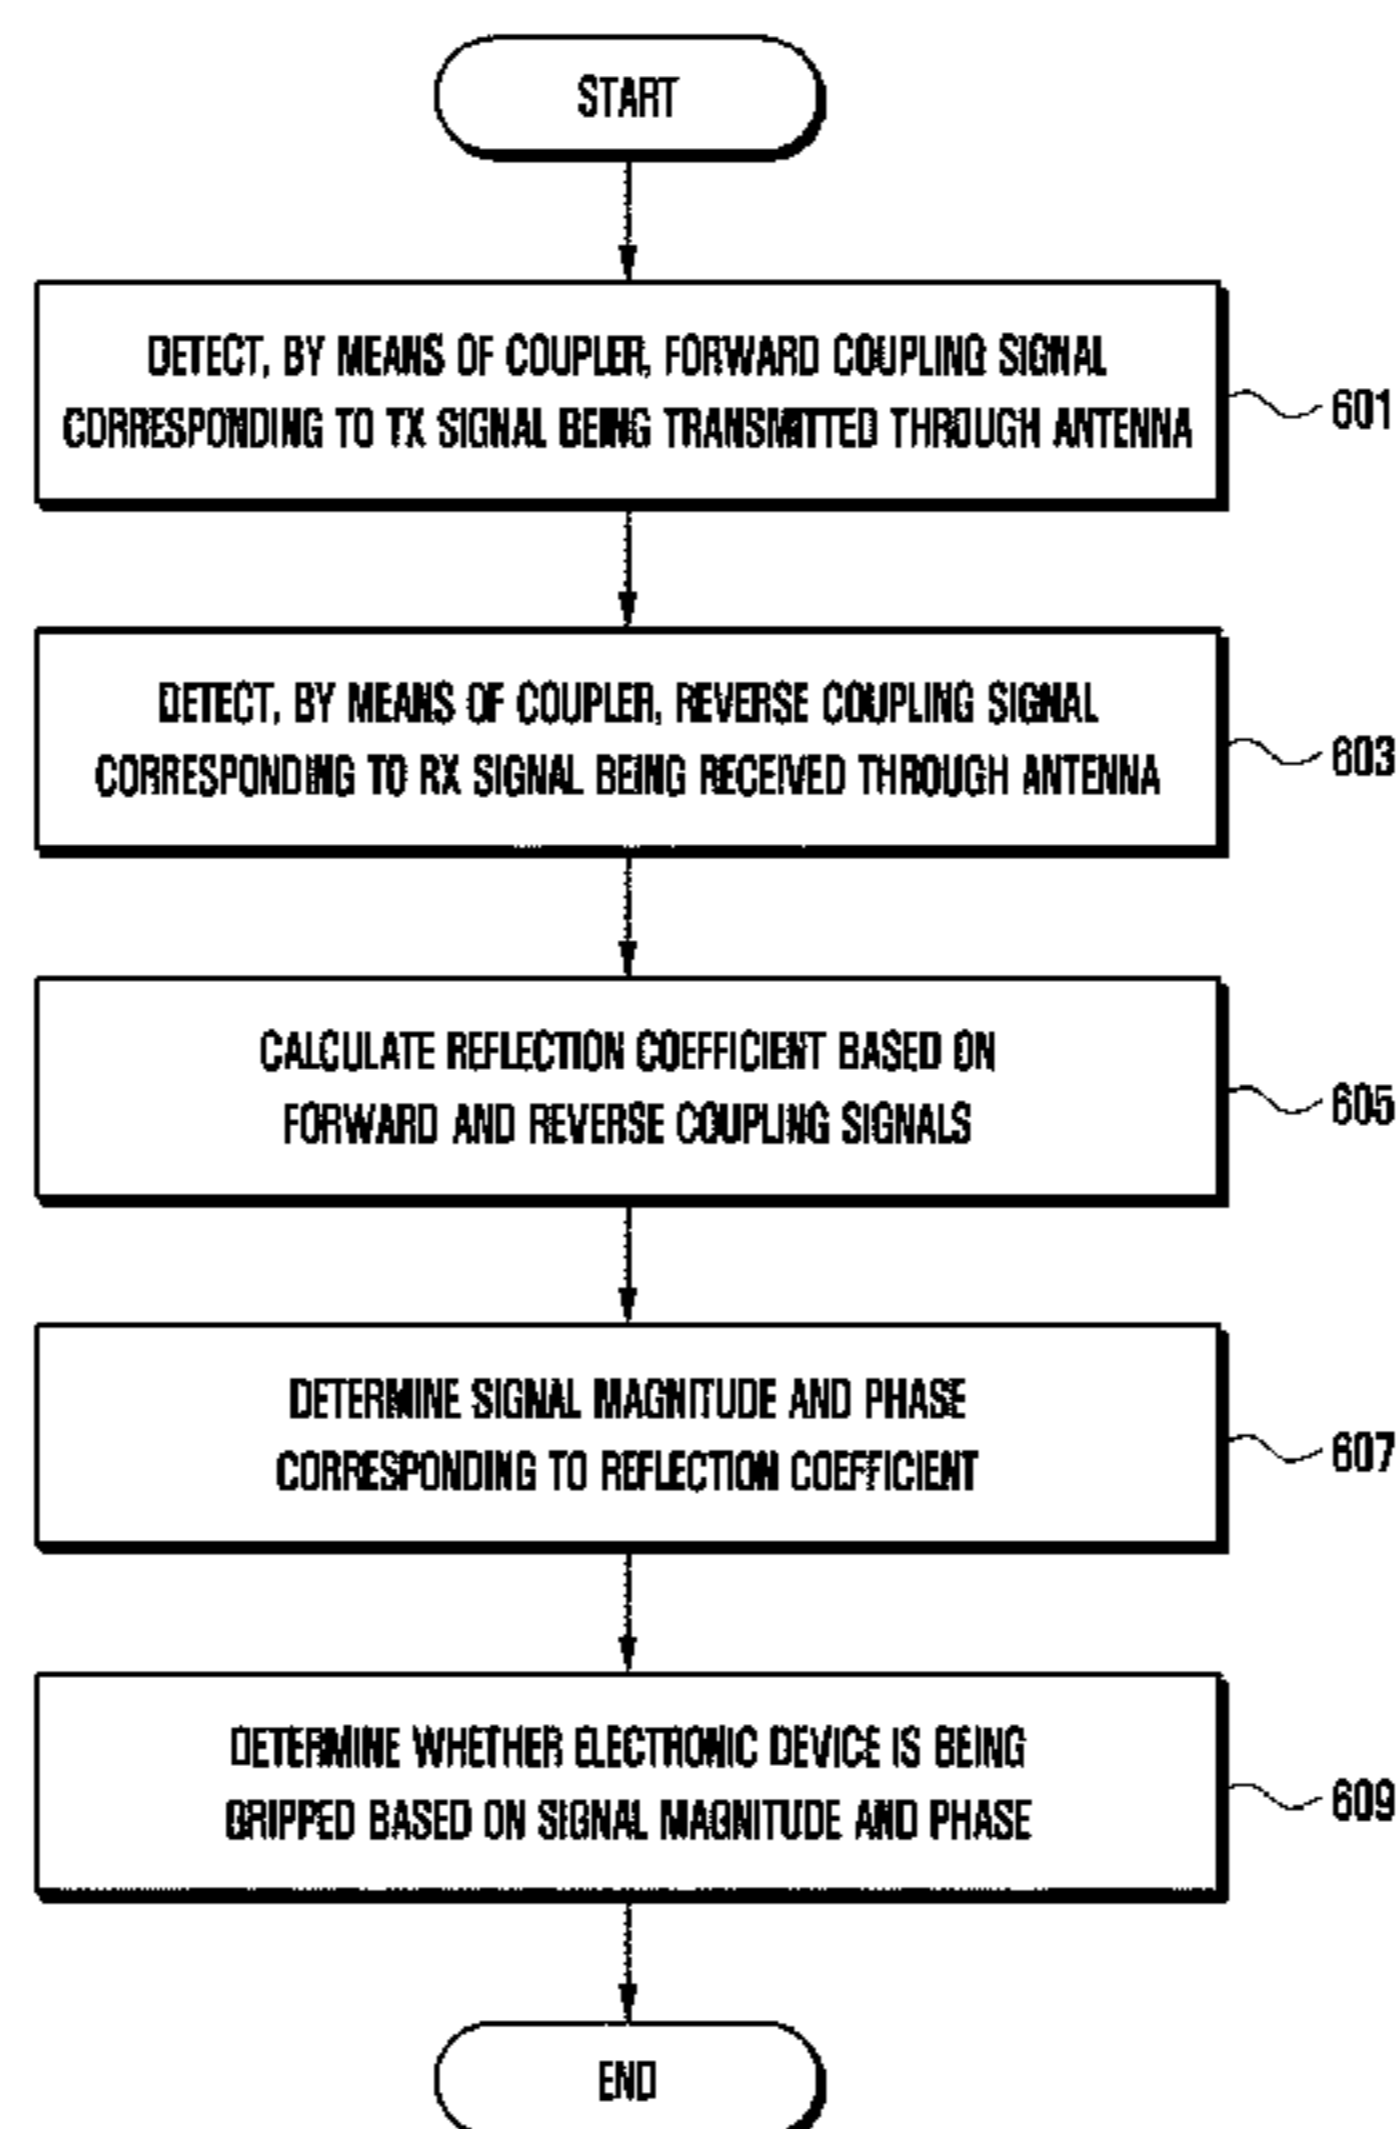 START
DETECT, BY MEANS OF COUPLER, FORWARD COUPLING SIGNAL
CORRESPONDING TO TX SIGNAL BEING TRANSMITTED THROUGH ANTENNA
601
DETECT, BY MEANS OF COUPLER, REVERSE COUPLING SIGNAL
CORRESPONDING TO RX SIGNAL BEING RECEIVED THROUGH ANTENNA
603
CALCULATE REFLECTION COEFFICIENT BASED ON
FORWARD AND REVERSE COUPLING SIGNALS
605
DETERMINE SIGNAL MAGNITUDE AND PHASE
CORRESPONDING TO REFLECTION COEFFICIENT
607
DETERMINE WHETHER ELECTRONIC DEVICE IS BEING
GRIPPED BASED ON SIGNAL MAGNITUDE AND PHASE
609
END